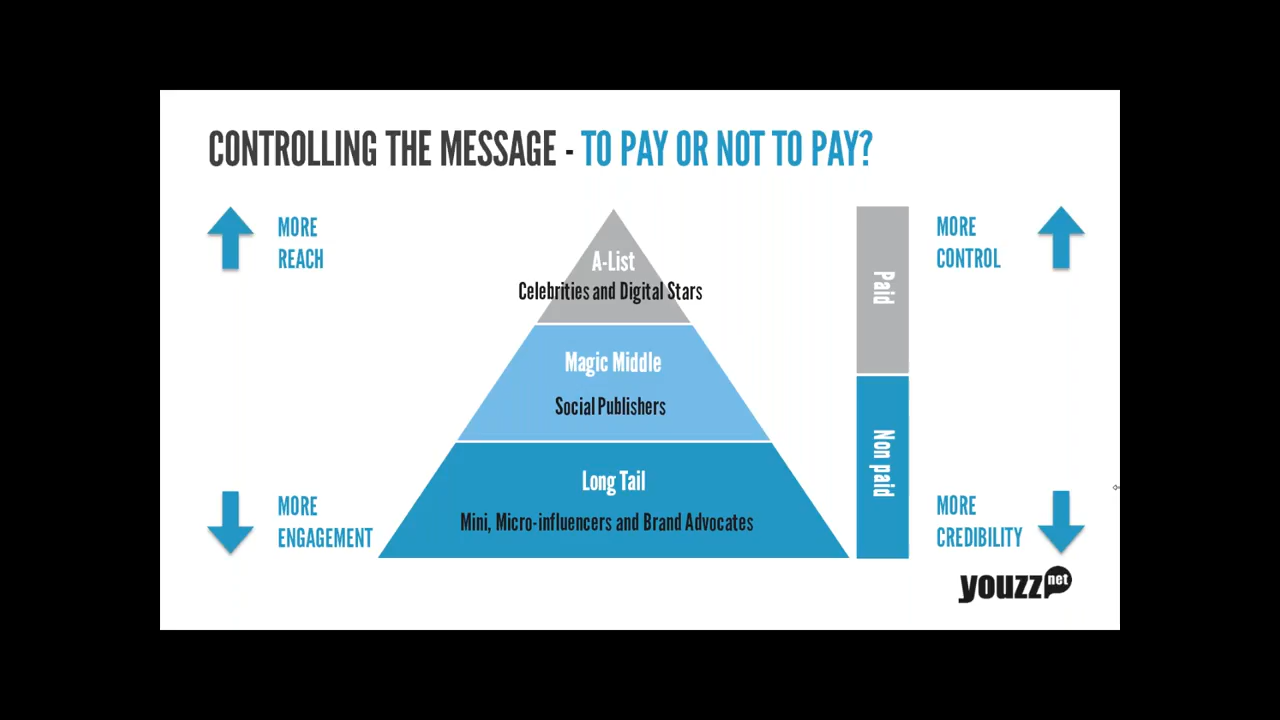 CONTROLLING THE MESSAGE - TO PAY OR NOT TO PAY?
MORE
REACH
MORE
ENGAGEMENT
A-List
Celebrities and Digital Stars
Magic Middle
Social Publishers
Long Tail
Mini, Micro-influencers and Brand Advocates
Paid
Non paid
MORE
CONTROL
MORE
CREDIBILITY
youzz net